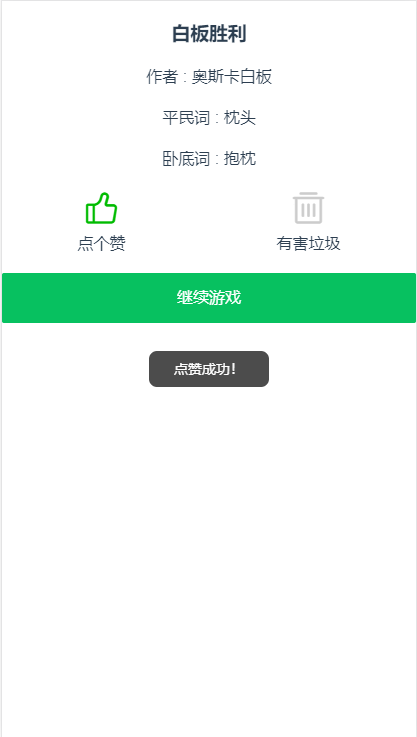 白板胜利
作者 : 奥斯卡白板
平民词 : 枕头
卧底词 : 抱枕
点个赞
有害垃圾
继续游戏
点赞成功！